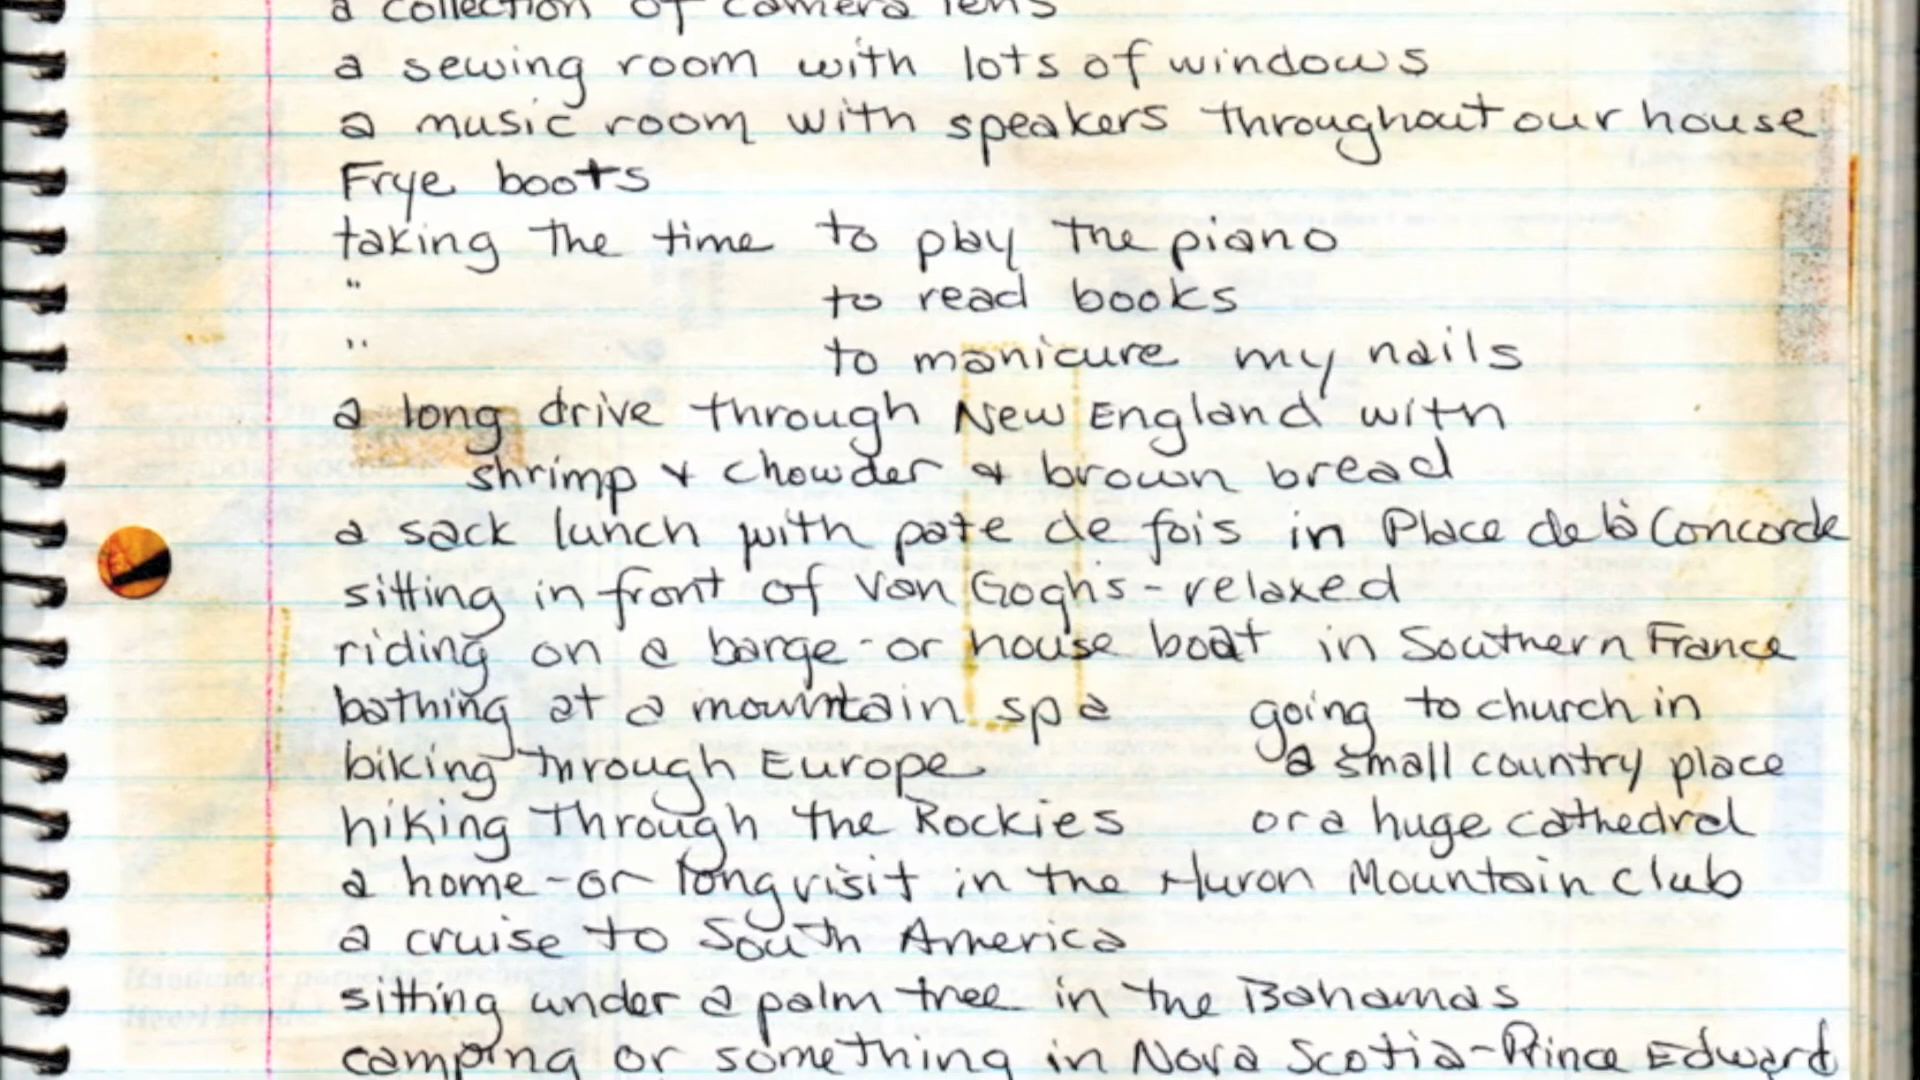 a collection of camera lens
a sewing room with lots of windows
a music room with speakers throughout our house
Frye boots
taking the time to play the piano
" to read books
" to manicure my nails
a long drive through New England with
shrimp & chowder & brown bread
a sack lunch with pate de fois in Place de la Concorde
sitting in front of Van Gogh's - relaxed
riding on a barge - or house boat in Southern France
bathing at a mountain spa
biking through Europe
going to church in
a small country place
or a huge cathedral
hiking through the Rockies
a home - or long visit in the Huron Mountain club
a cruise to South America
sitting under a palm tree in the Bahamas
camping or something in Nova Scotia - Prince Edward